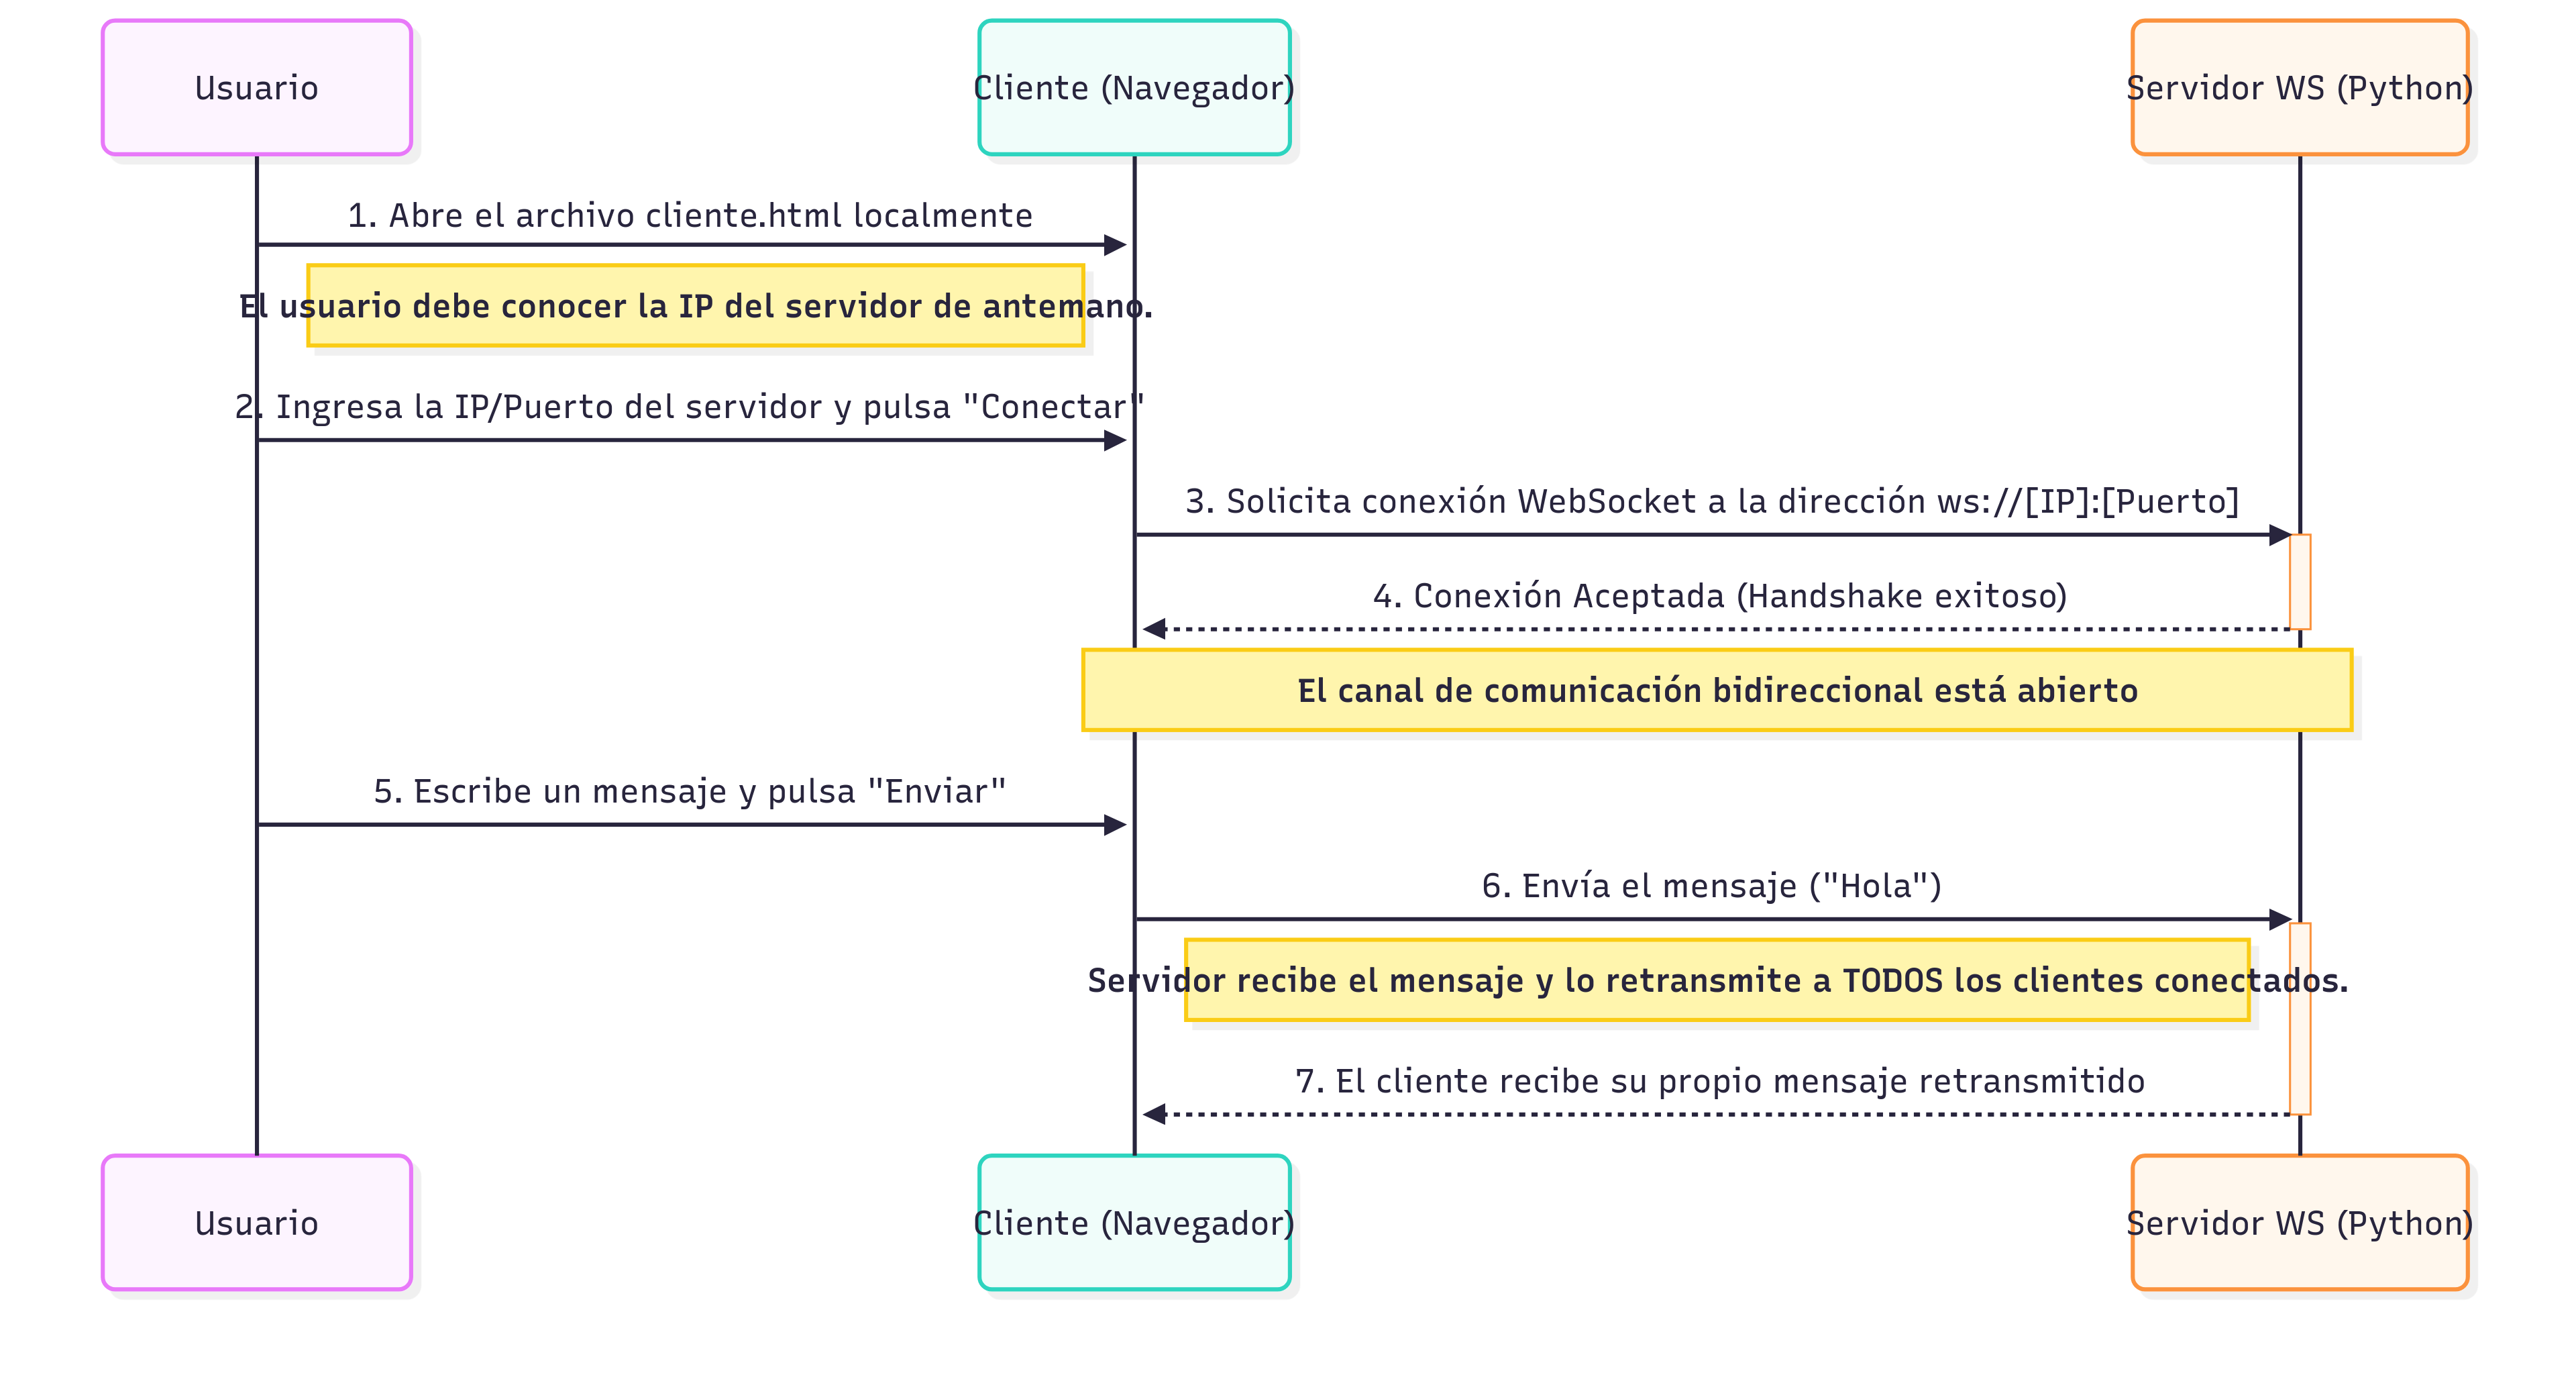 Usuario
Cliente (Navegador)
Servidor WS (Python)
1. Abre el archivo cliente.html localmente
El usuario debe conocer la IP del servidor de antemano.
2. Ingresa la IP/Puerto del servidor y pulsa "Conectar"
3. Solicita conexión WebSocket a la dirección ws://[IP]:[Puerto]
4. Conexión Aceptada (Handshake exitoso)
El canal de comunicación bidireccional está abierto
5. Escribe un mensaje y pulsa "Enviar"
6. Envía el mensaje ("Hola")
Servidor recibe el mensaje y lo retransmite a TODOS los clientes conectados.
7. El cliente recibe su propio mensaje retransmitido
Usuario
Cliente (Navegador)
Servidor WS (Python)